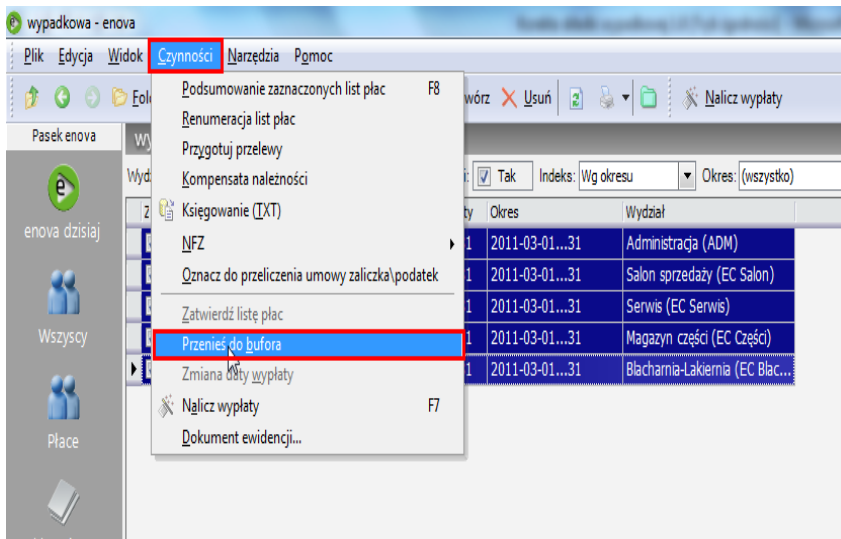 wypadkowa - enova
Plik Edycja Widok Czynności Narzędzia Pomoc
Usuń Nalicz wypłaty
Pasek enova
Tak Indeks: Wg okresu Okres: (wszystko)
Okres Wydział
2011-03-01...31 Administracja (ADM)
2011-03-01...31 Salon sprzedaży (EC Salon)
2011-03-01...31 Serwis (EC Serwis)
2011-03-01...31 Magazyn części (EC Części)
2011-03-01...31 Blacharnia-Lakiernia (EC Blac...
Podsumowanie zaznaczonych list płac F8
Renumeracja list płac
Przygotuj przelewy
Kompensata należności
Księgowanie (TXT)
NFZ
Oznacz do przeliczenia umowy zaliczka\podatek
Zatwierdź listę płac
Przenieś do bufora
Zmiana daty wypłaty
Nalicz wypłaty F7
Dokument ewidencji...
enova dzisiaj
Wszyscy
Płace